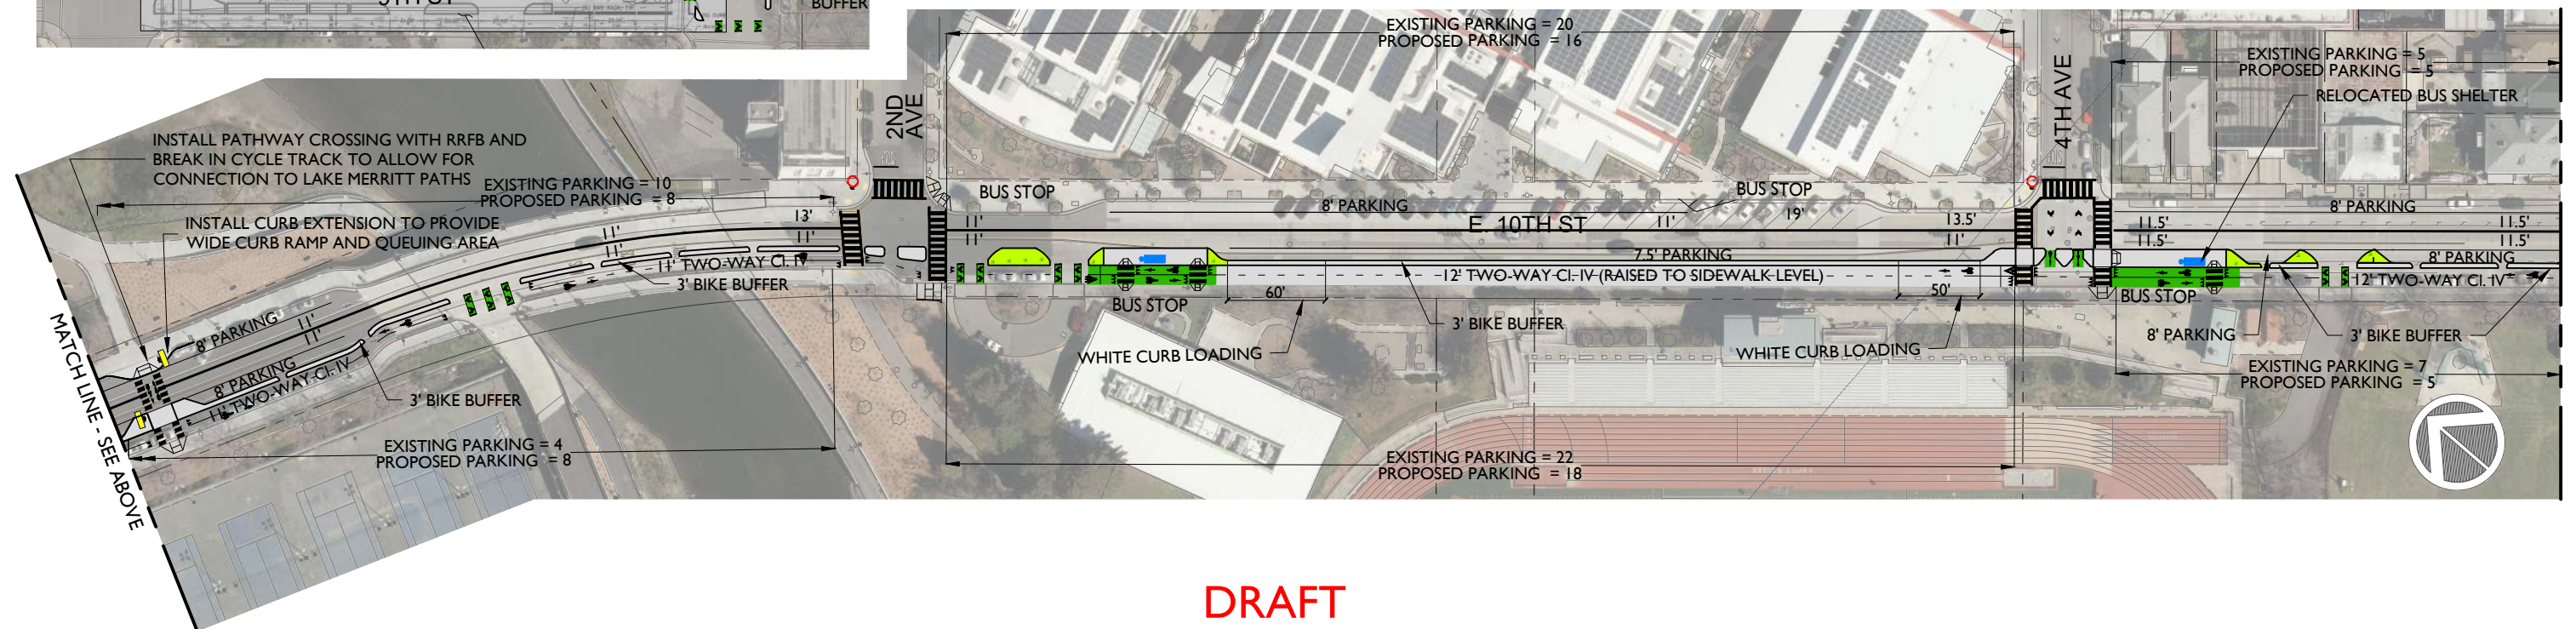 BUFFER
EXISTING PARKING = 20
PROPOSED PARKING = 16
EXISTING PARKING = 5
PROPOSED PARKING = 5
RELOCATED BUS SHELTER
2ND
AVE
4TH AVE
INSTALL PATHWAY CROSSING WITH RRFB AND
BREAK IN CYCLE TRACK TO ALLOW FOR
CONNECTION TO LAKE MERRITT PATHS
EXISTING PARKING = 10
PROPOSED PARKING = 8
INSTALL CURB EXTENSION TO PROVIDE
WIDE CURB RAMP AND QUEUING AREA
BUS STOP
BUS STOP
8' PARKING
8' PARKING
13'
11'
11'
11'
11'
11'
E. 10TH ST
11'
19'
13.5'
11'
11.5'
11.5'
11.5'
11.5'
11'
11' TWO-WAY Cl. IV
3' BIKE BUFFER
7.5' PARKING
12' TWO-WAY Cl. IV (RAISED TO SIDEWALK LEVEL)
8' PARKING
12' TWO-WAY Cl. IV
60'
50'
BUS STOP
BUS STOP
3' BIKE BUFFER
WHITE CURB LOADING
WHITE CURB LOADING
8' PARKING
3' BIKE BUFFER
8' PARKING
11'
11'
8' PARKING
11' TWO-WAY Cl. IV
3' BIKE BUFFER
MATCH LINE - SEE ABOVE
EXISTING PARKING = 4
PROPOSED PARKING = 8
EXISTING PARKING = 22
PROPOSED PARKING = 18
EXISTING PARKING = 7
PROPOSED PARKING = 5
DRAFT